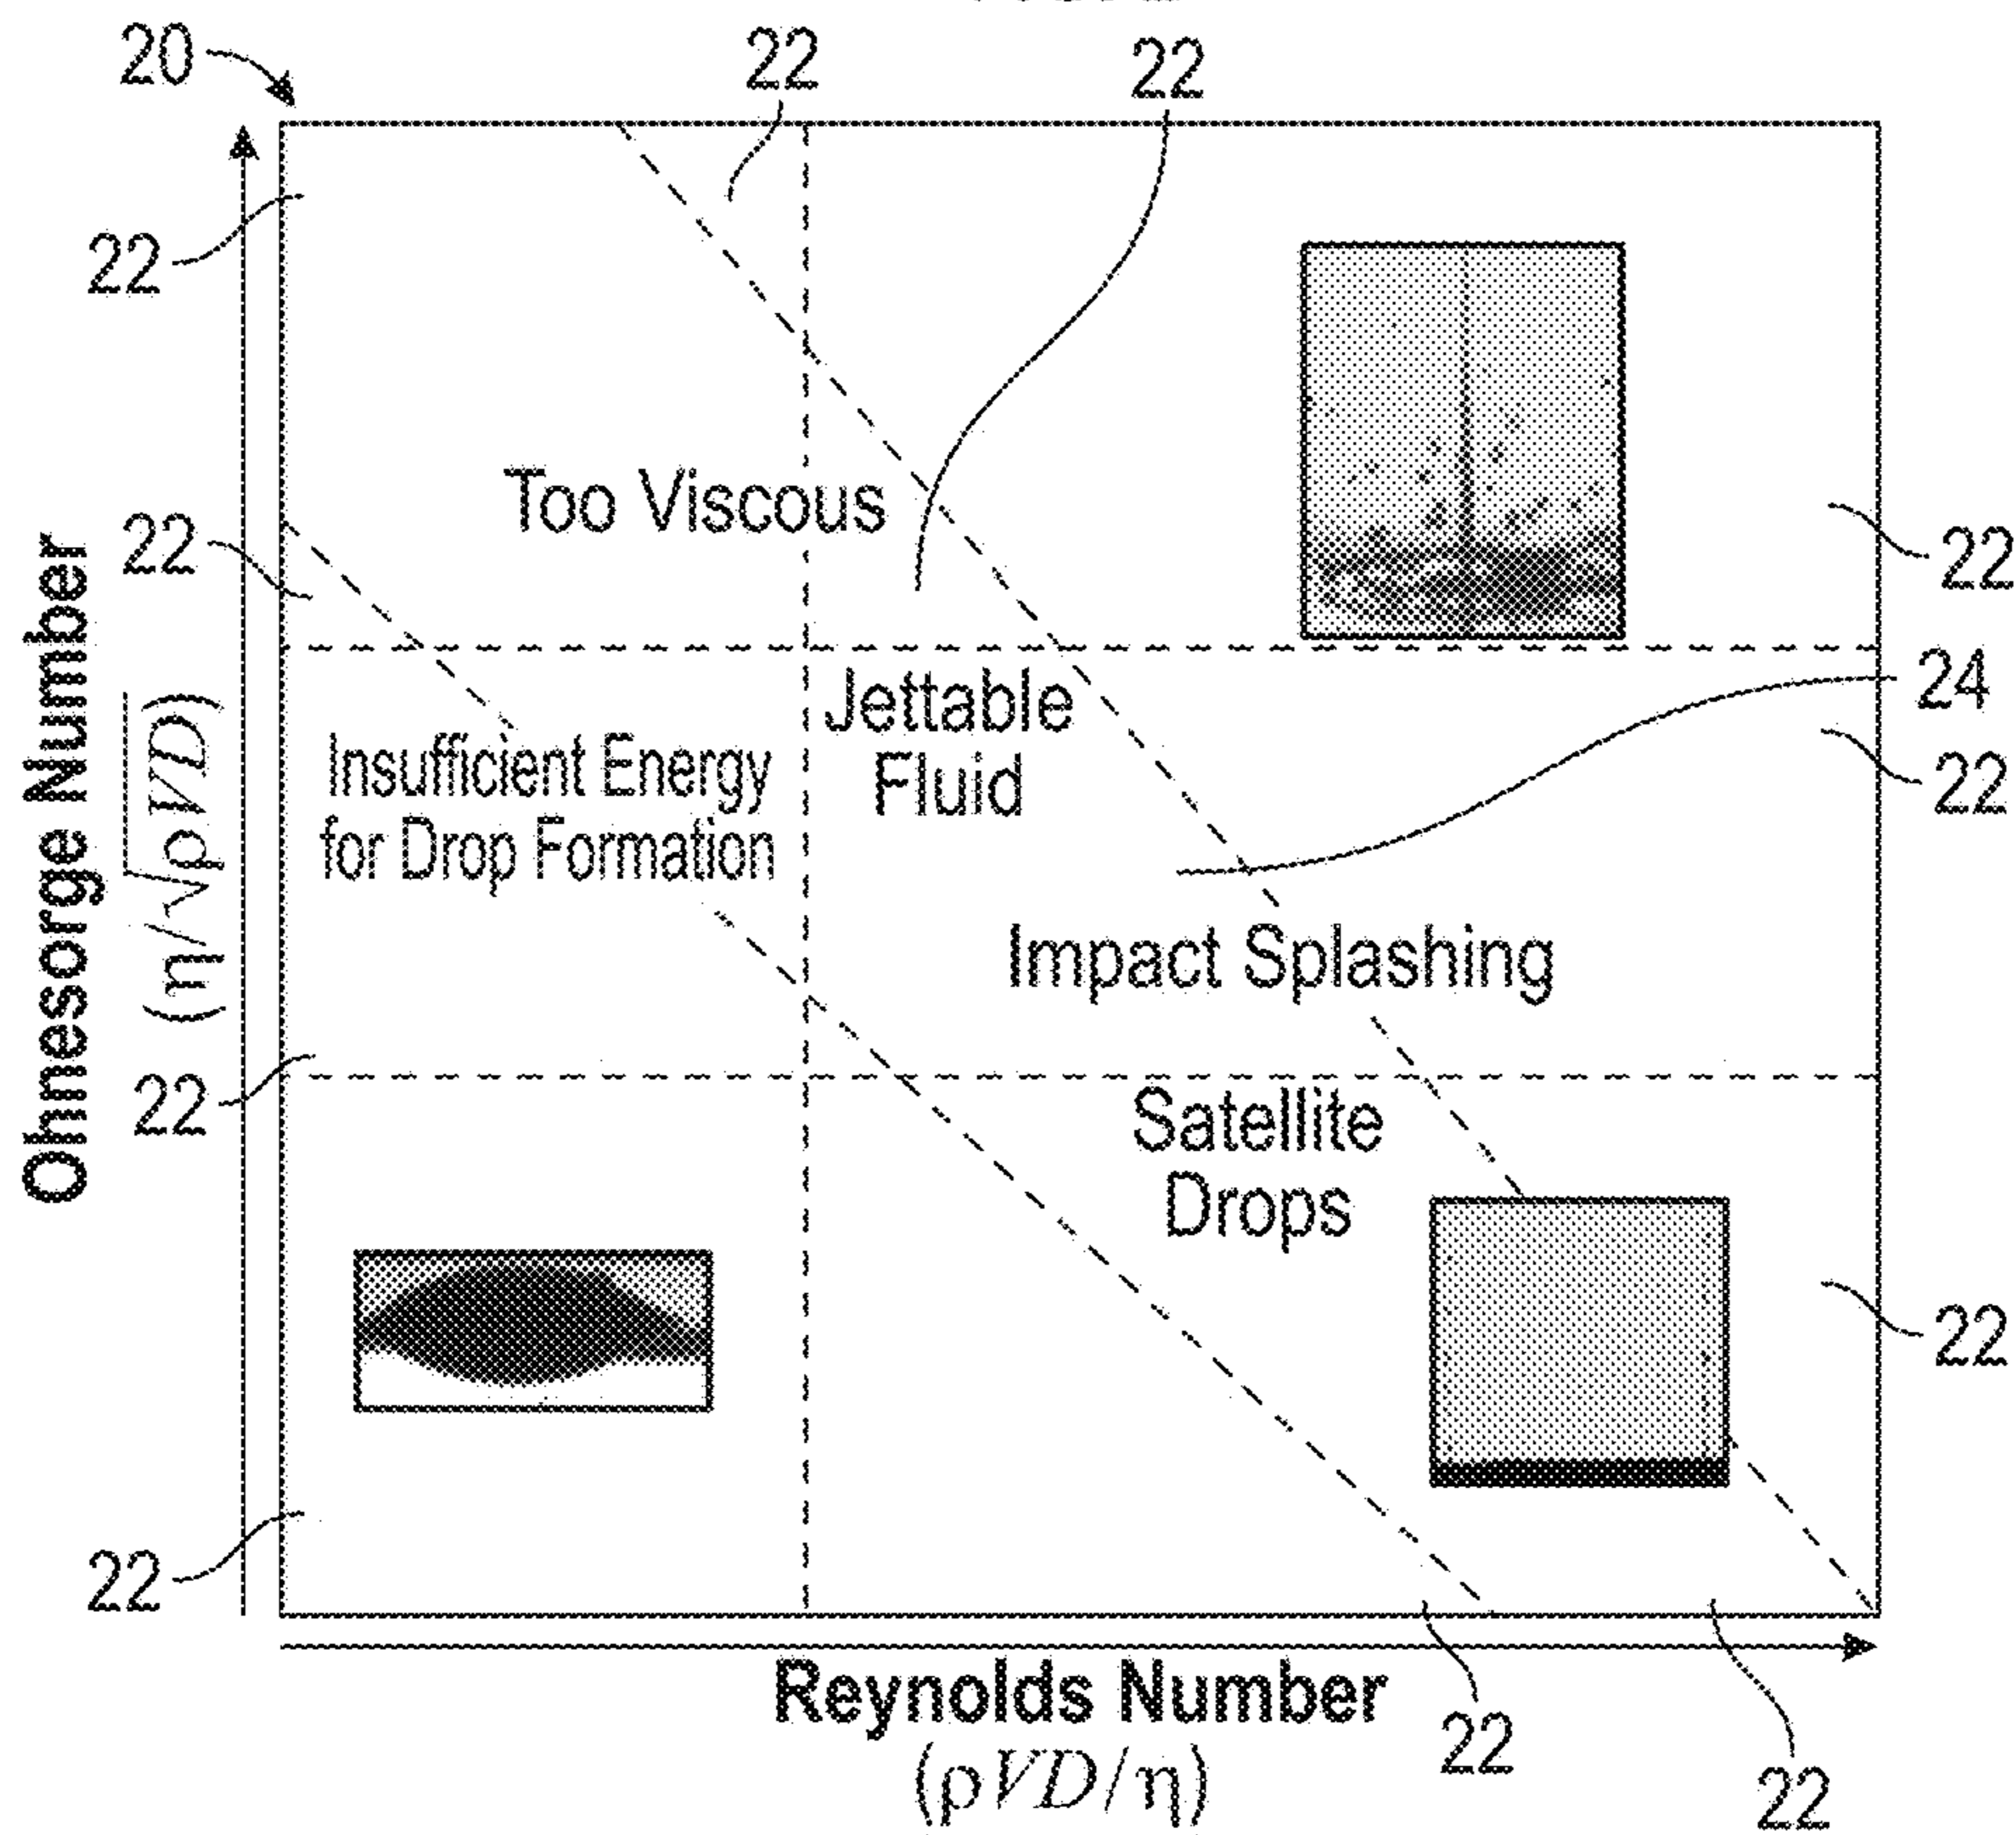 20
22
22
22
Too Viscous
22
22
Jettable
Fluid
24
22
Insufficient Energy
for Drop Formation
Ohnesorge Number
(η/√ρVD)
Impact Splashing
22
Satellite
Drops
22
22
Reynolds Number
(ρVD/η)
22
22